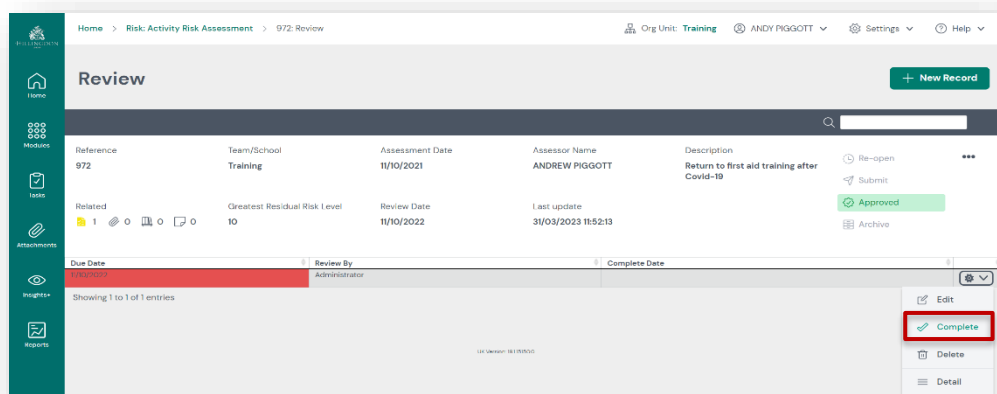 Home > Risk: Activity Risk Assessment > 972: Review
Org Unit: Training ANDY PIGGOTT Settings Help
HILLINGDON
Home
Review
+ New Record
Modules
Reference Team/School Assessment Date Assessor Name Description
972 Training 11/10/2021 ANDREW PIGGOTT Return to first aid training after Covid-19
Re-open
Submit
Tasks
Related Greatest Residual Risk Level Review Date Last update
1 0 0 0 10 11/10/2022 31/03/2023 11:52:13
Approved
Archive
Attachments
Due Date Review By Complete Date
11/10/2022 Administrator
Insights+
Showing 1 to 1 of 1 entries
Edit
Complete
Reports
Delete
Detail